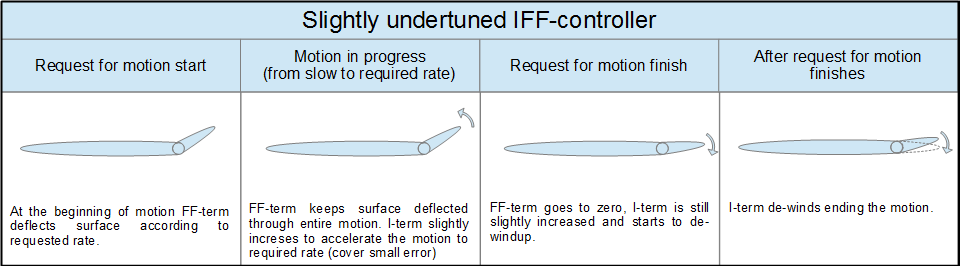 Slightly undertuned IFF-controller
Request for motion start
Motion in progress
(from slow to required rate)
Request for motion finish
After request for motion
finishes
At the beginning of motion FF-term
deflects surface according to
requested rate.
FF-term keeps surface deflected
through entire motion. I-term slightly
increses to accelerate the motion to
required rate (cover small error)
FF-term goes to zero, I-term is still
slightly increased and starts to de-
windup.
I-term de-winds ending the motion.